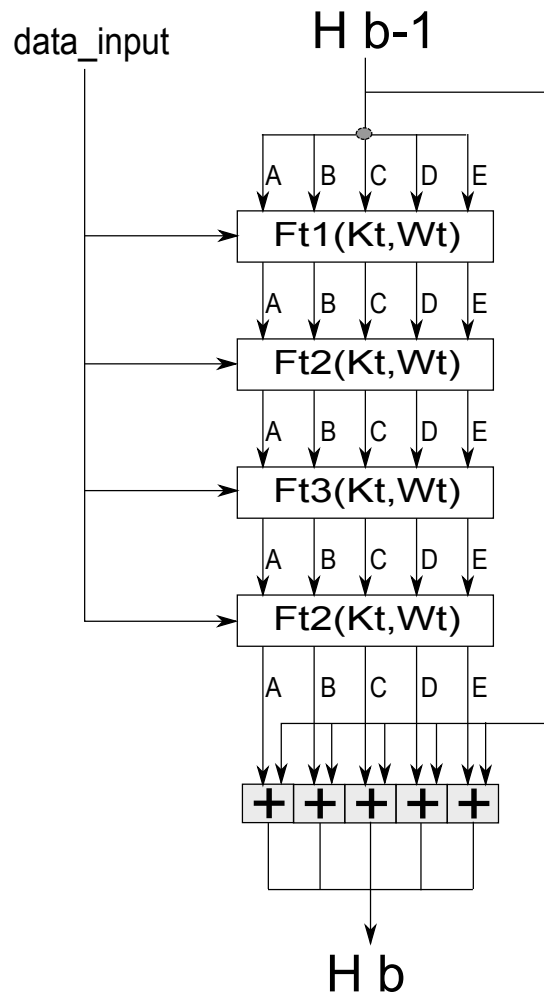 data_input
H b-1
A B C D E
Ft1(Kt,Wt)
A B C D E
Ft2(Kt,Wt)
A B C D E
Ft3(Kt,Wt)
A B C D E
Ft2(Kt,Wt)
A B C D E
+ + + + +
H b